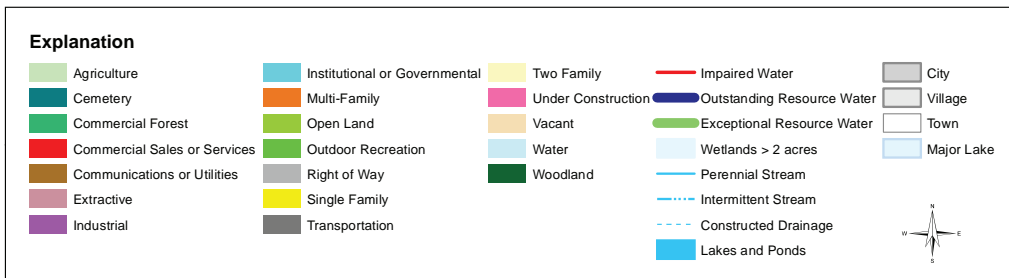 Explanation
Agriculture
Cemetery
Commercial Forest
Commercial Sales or Services
Communications or Utilities
Extractive
Industrial
Institutional or Governmental
Multi-Family
Open Land
Outdoor Recreation
Right of Way
Single Family
Transportation
Two Family
Under Construction
Vacant
Water
Woodland
Impaired Water
Outstanding Resource Water
Exceptional Resource Water
Wetlands > 2 acres
Perennial Stream
Intermittent Stream
Constructed Drainage
Lakes and Ponds
City
Village
Town
Major Lake
N
W E
S